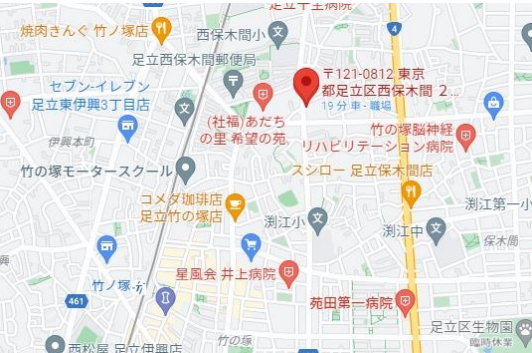 足立十全病院
焼肉きんぐ 竹ノ塚店
西保木間小
4
足立西保木間郵便局
〒121-0812 東京
都足立区西保木間 2...
19 分 車 - 職場
セブン-イレブン
足立東伊興3丁目店
(社福)あだち
の里 希望の苑
竹の塚脳神経
リハビリテーション病院
伊興本町
竹の塚モータースクール
スシロー 足立保木間店
コメダ珈琲店
足立竹の塚店
渕江小
渕江第一小
渕江中
保木間
興
星風会 井上病院
竹ノ塚
461
苑田第一病院
足立区生物園
臨時休業
竹の塚
西松屋 足立伊興店